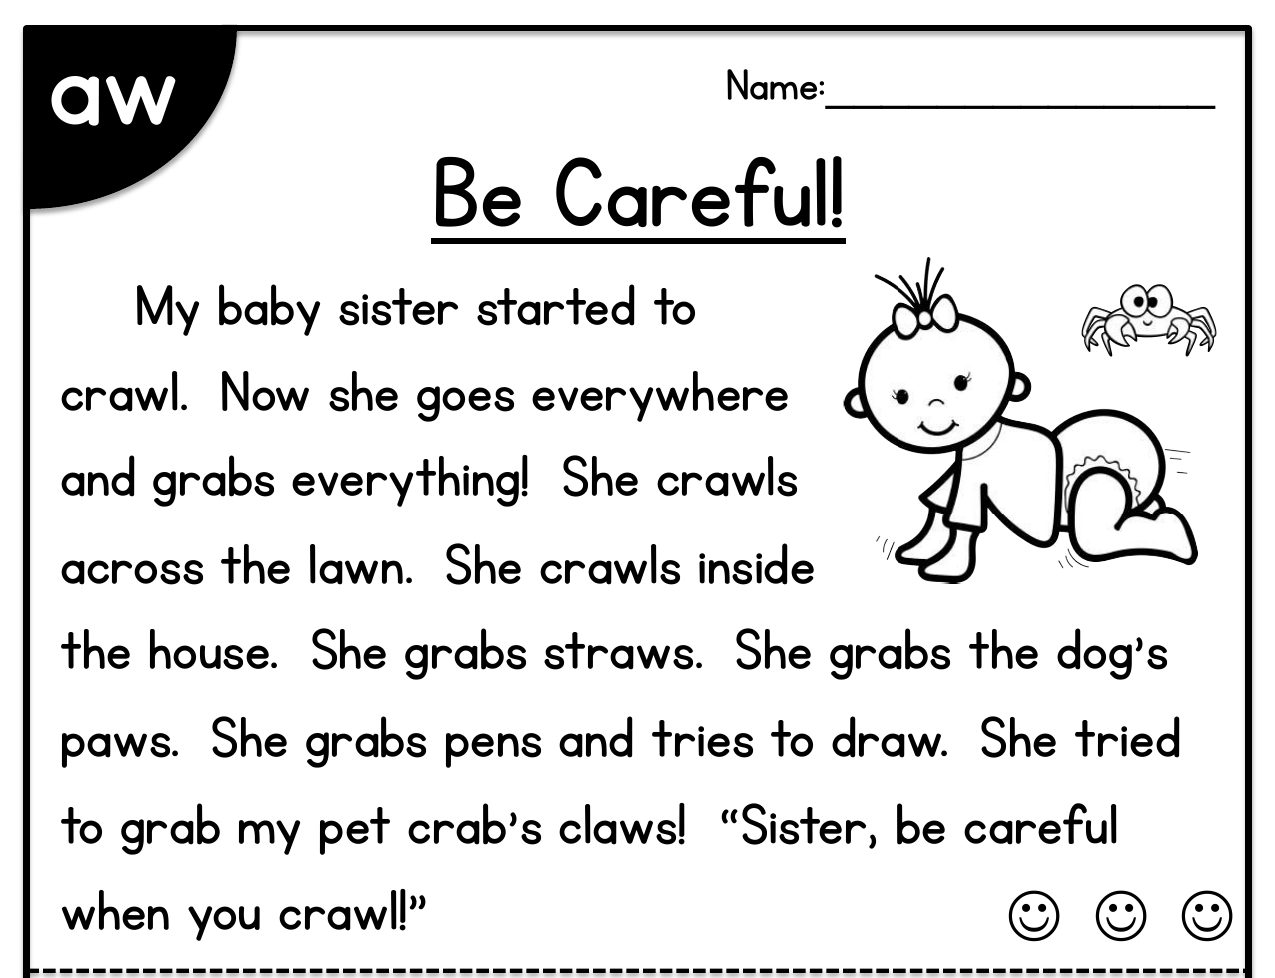 aw
Name:
Be Careful!
My baby sister started to
crawl. Now she goes everywhere
and grabs everything! She crawls
across the lawn. She crawls inside
the house. She grabs straws. She grabs the dog’s
paws. She grabs pens and tries to draw. She tried
to grab my pet crab’s claws! “Sister, be careful
when you crawl!”